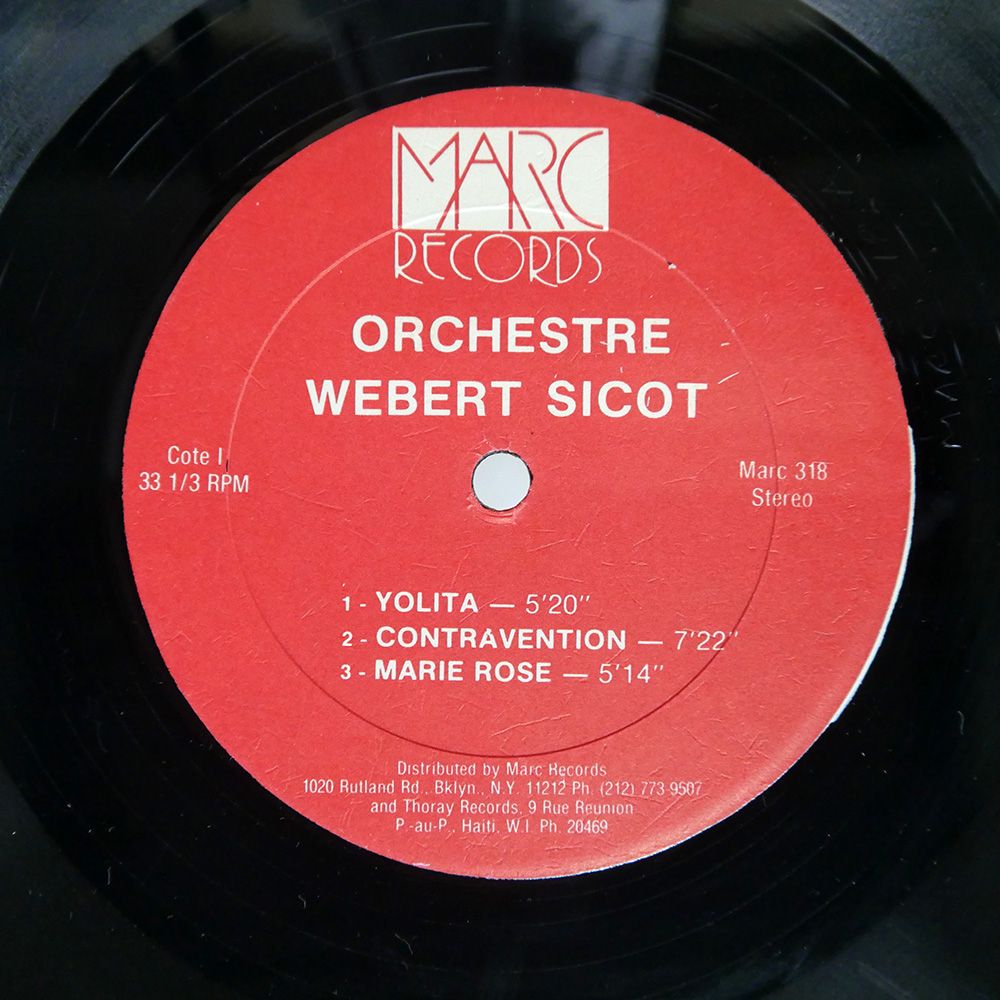 MARC
RECORDS
ORCHESTRE
WEBERT SICOT
Cote I
33 1/3 RPM
Marc 318
Stereo
1 - YOLITA — 5'20"
2 - CONTRAVENTION — 7'22"
3 - MARIE ROSE — 5'14"
Distributed by Marc Records
1020 Rutland Rd., Bklyn., N.Y. 11212 Ph. (212) 773 9507
and Thoray Records, 9 Rue Reunion
P-au-P., Haiti, W.I. Ph. 20469